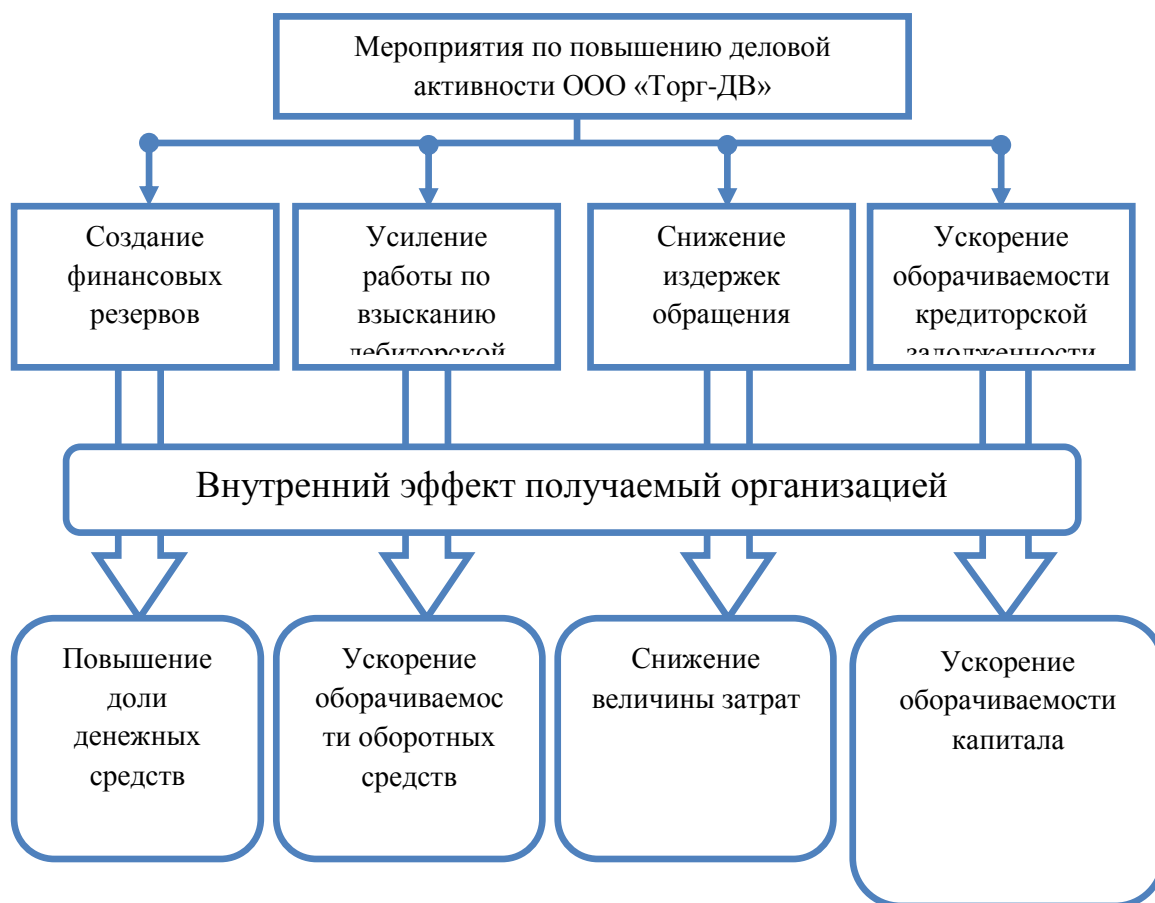 Мероприятия по повышению деловой
активности ООО «Торг-ДВ»
Создание
финансовых
резервов
Усиление
работы по
взысканию
дебиторской
Снижение
издержек
обращения
Ускорение
оборачиваемости
кредиторской
задолженности
Внутренний эффект получаемый организацией
Повышение
доли
денежных
средств
Ускорение
оборачиваемос
ти оборотных
средств
Снижение
величины затрат
Ускорение
оборачиваемости
капитала